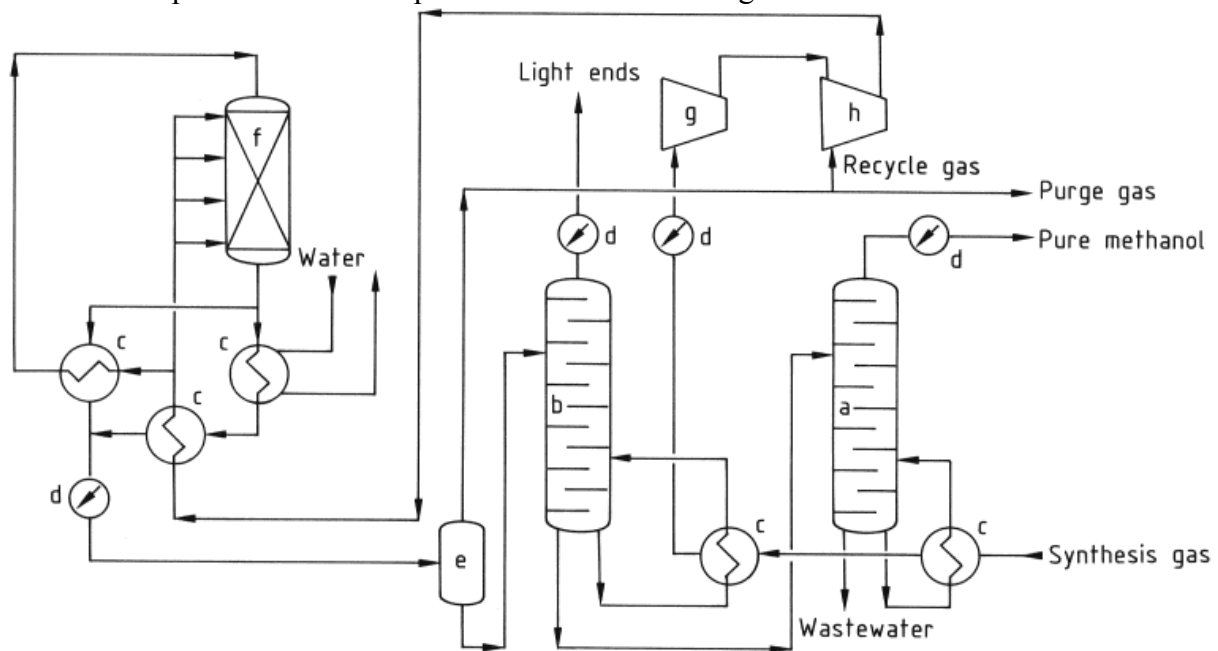 Light ends
g
h
f
Recycle gas
Purge gas
d
d
Pure methanol
d
Water
c
c
c
b
a
d
c
c
e
Synthesis gas
Wastewater